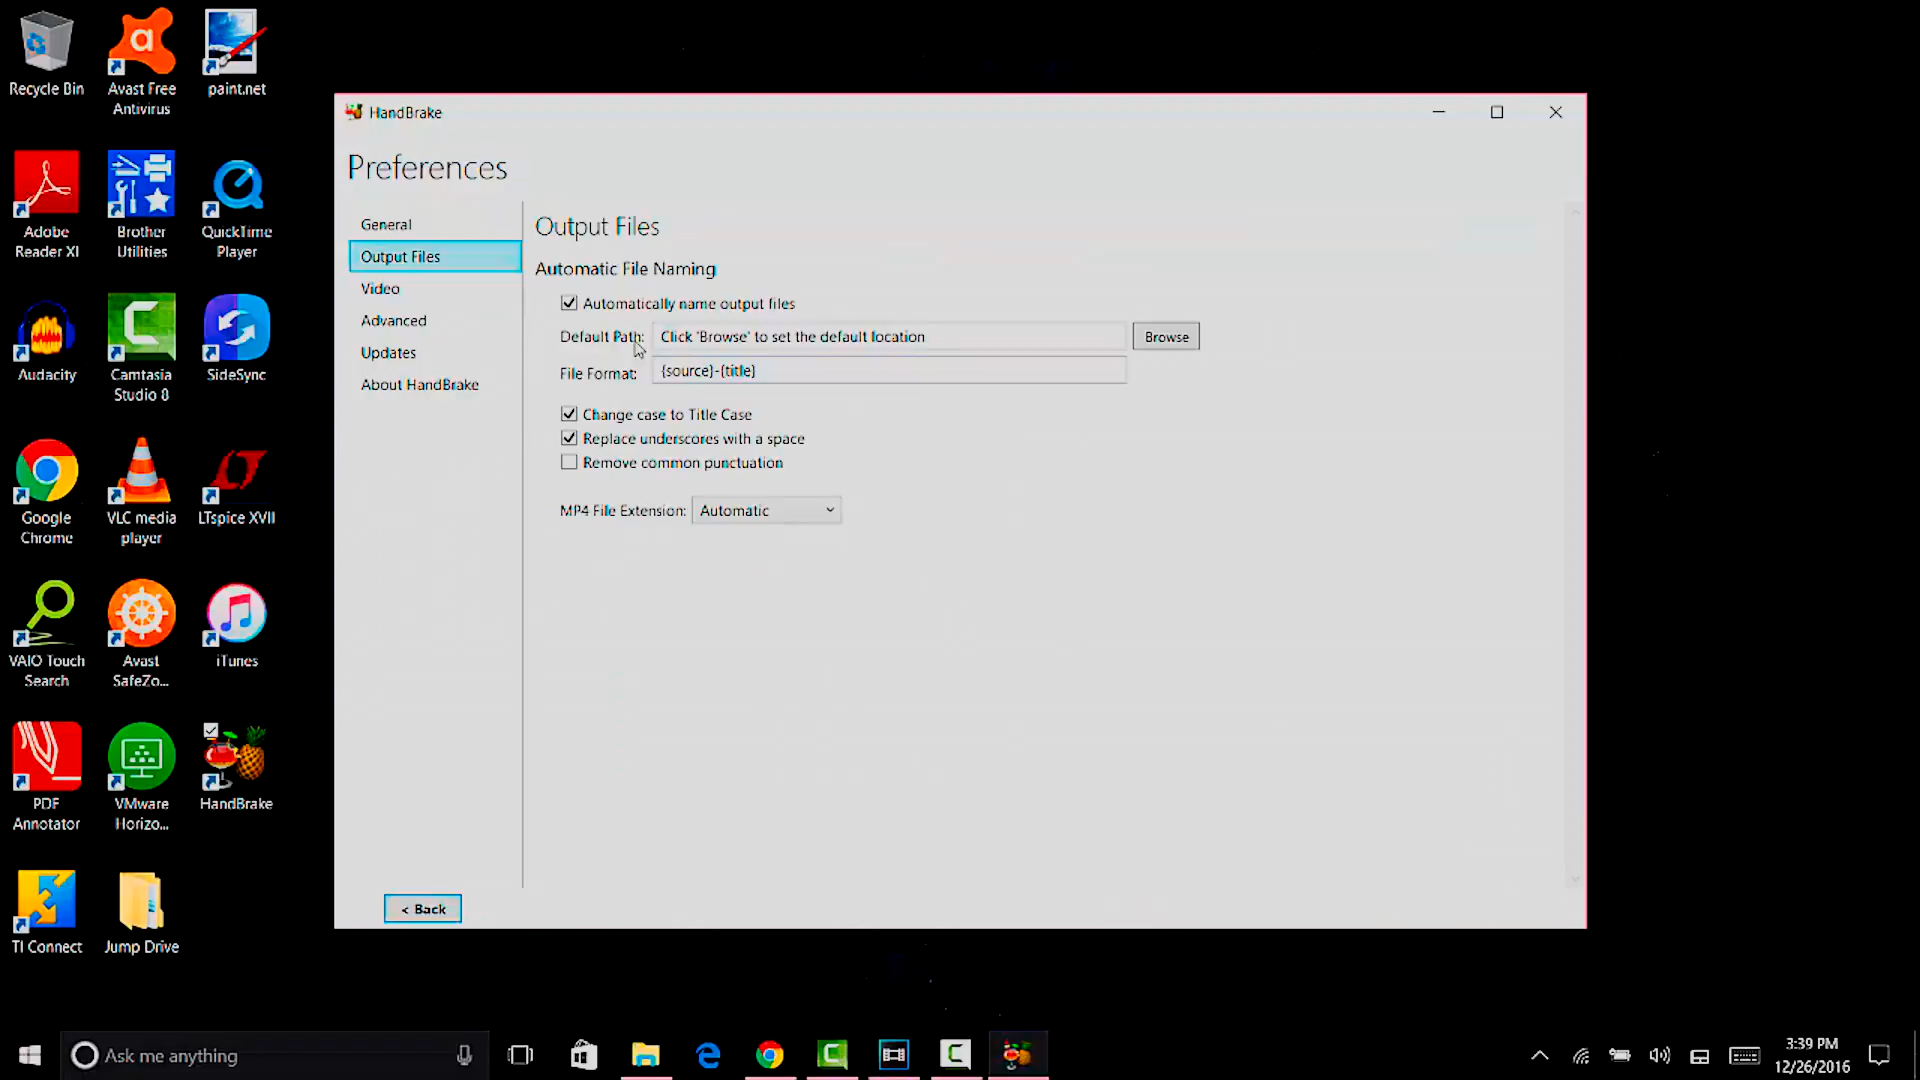 Recycle Bin
Avast Free
Antivirus
paint.net
Adobe
Reader XI
Brother
Utilities
QuickTime
Player
Audacity
Camtasia
Studio 8
SideSync
Google
Chrome
VLC media
player
LTspice XVII
VAIO Touch
Search
Avast
SafeZo...
iTunes
PDF
Annotator
VMware
Horizo...
HandBrake
TI Connect
Jump Drive
HandBrake
Preferences
General
Output Files
Video
Advanced
Updates
About HandBrake
Output Files
Automatic File Naming
Automatically name output files
Default Path: Click 'Browse' to set the default location Browse
File Format: {source}-{title}
Change case to Title Case
Replace underscores with a space
Remove common punctuation
MP4 File Extension: Automatic
< Back
Ask me anything
3:39 PM
12/26/2016